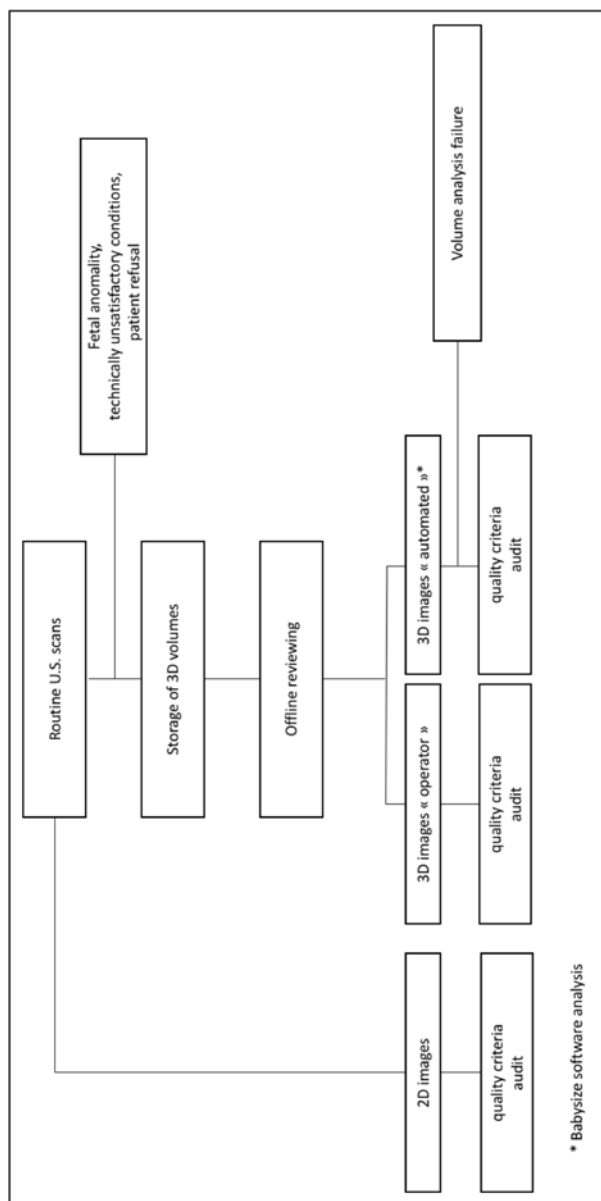 Routine U.S. scans
Fetal anomality,
technically unsatisfactory conditions,
patient refusal
Storage of 3D volumes
Offline reviewing
2D images
3D images « operator »
3D images « automated »*
Volume analysis failure
quality criteria
audit
quality criteria
audit
quality criteria
audit
* Babysize software analysis